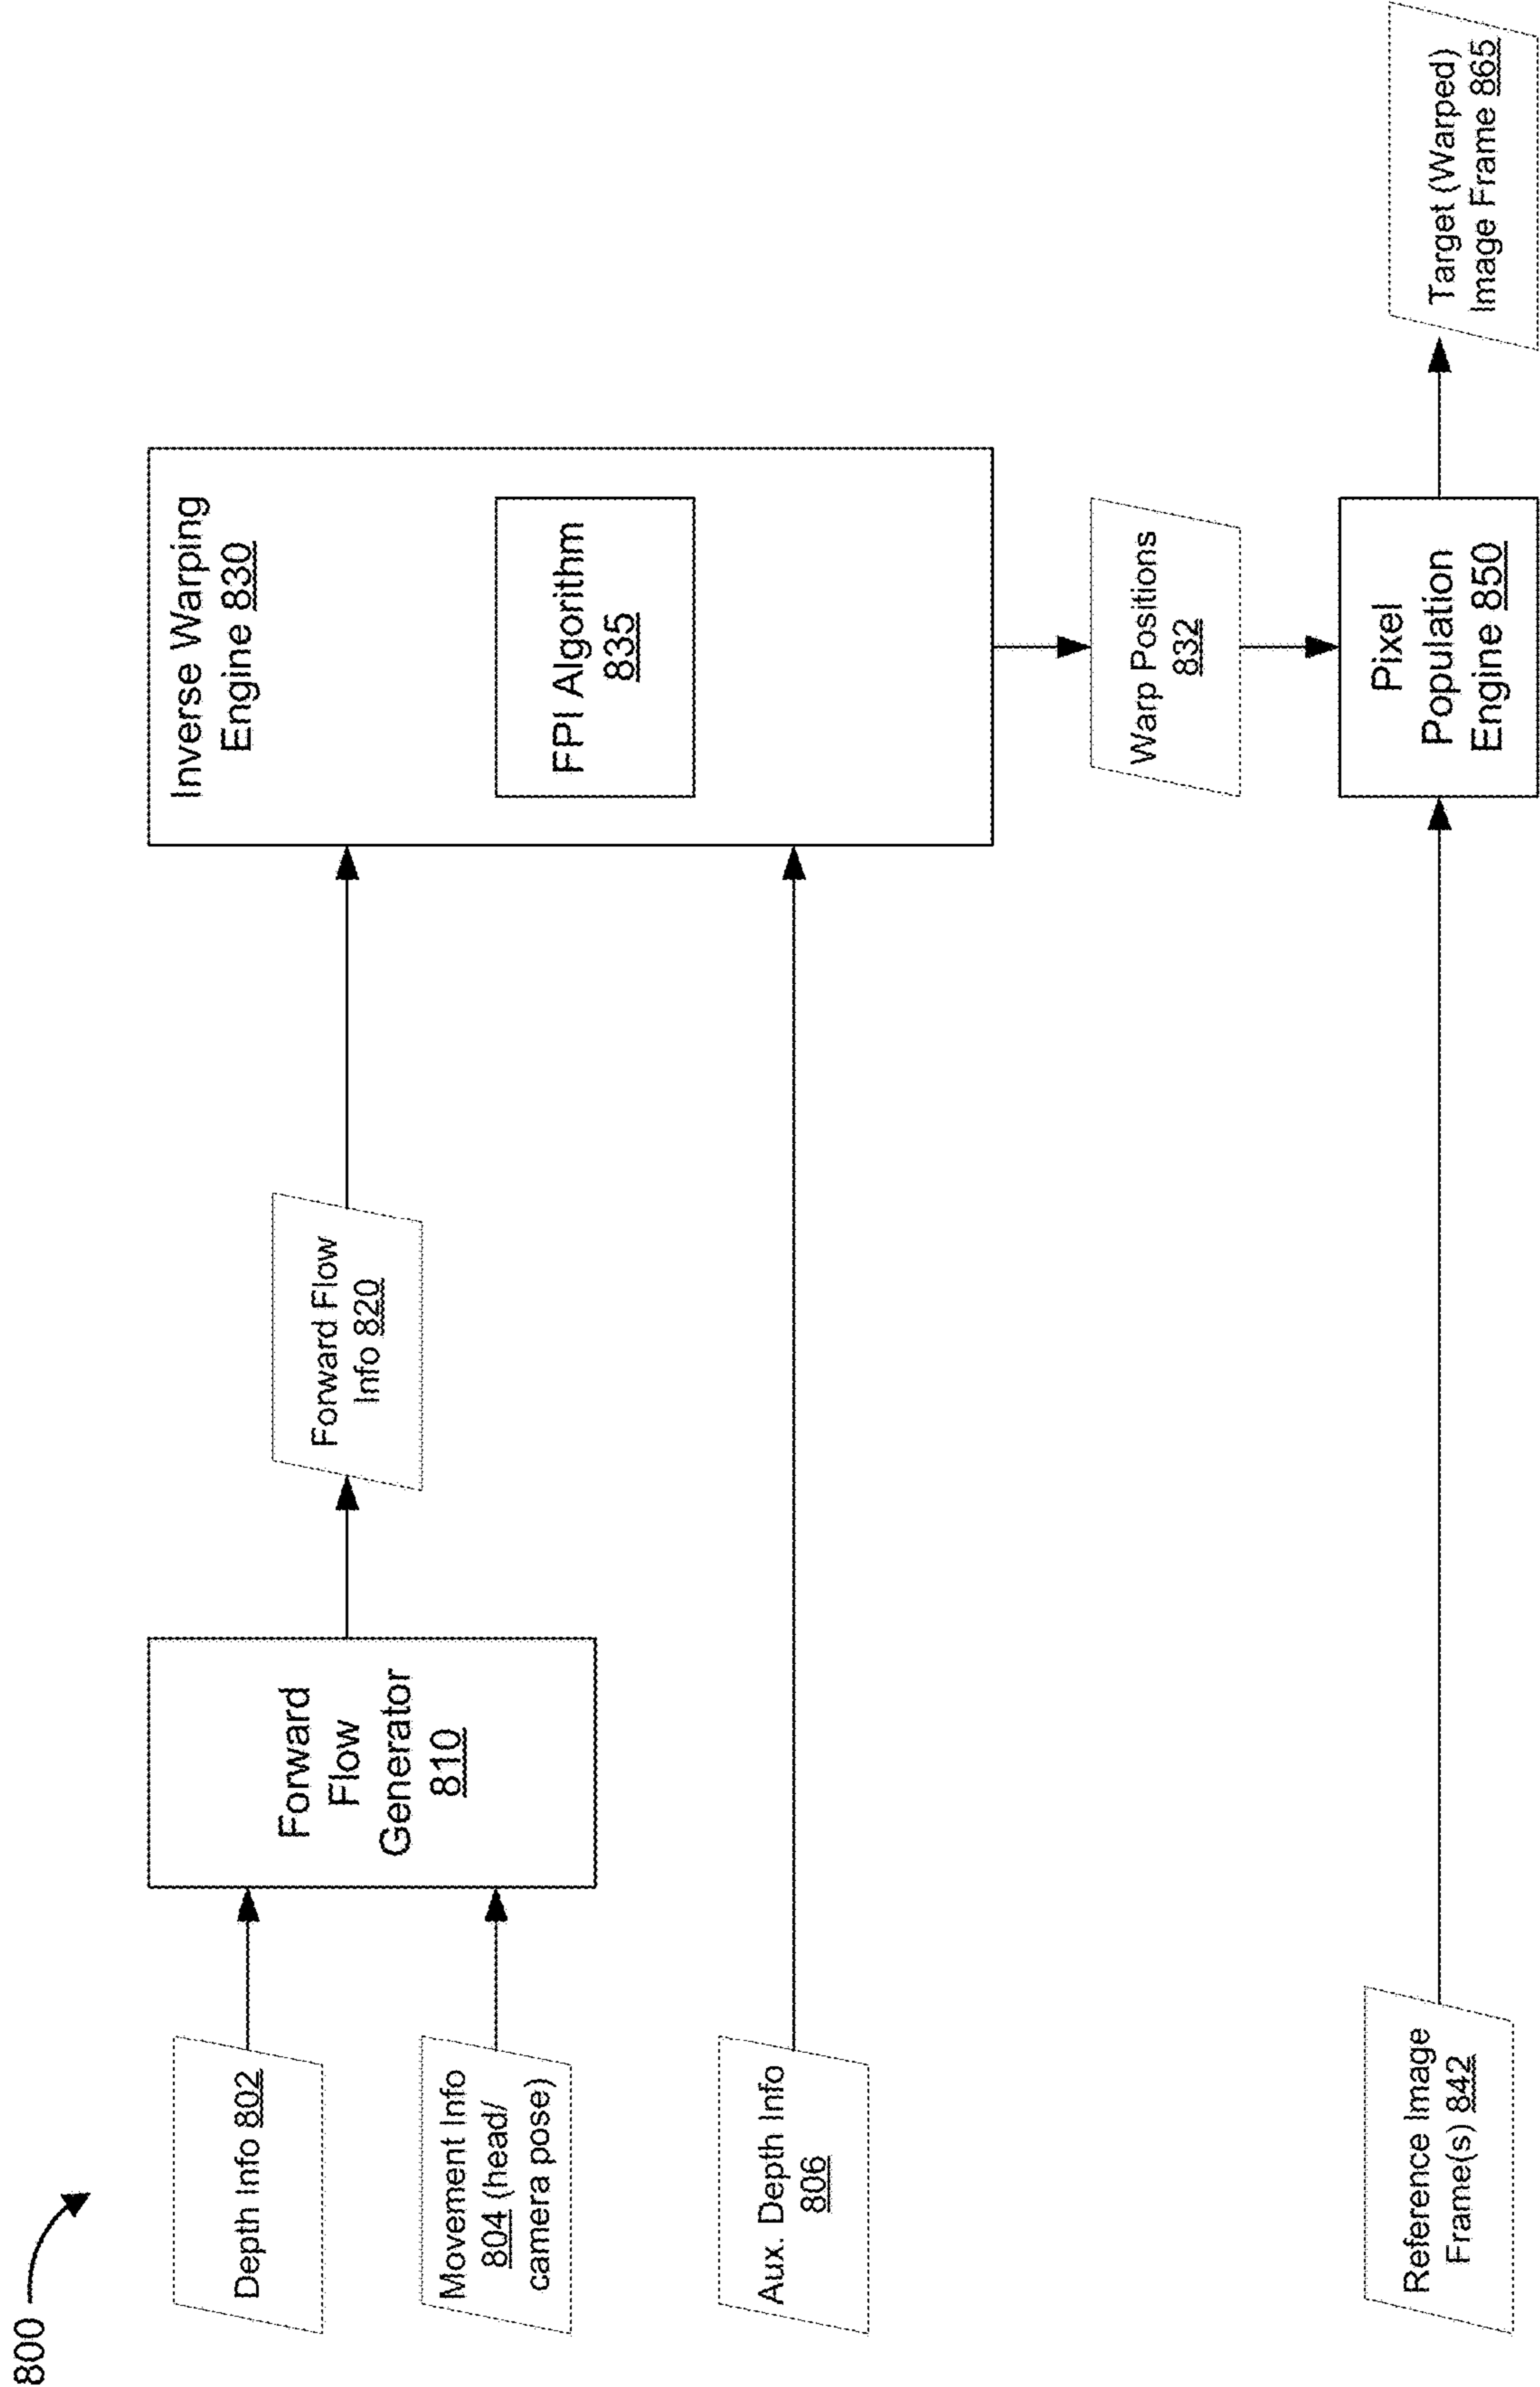 800
Depth Info 802
Movement Info
804 (head/
camera pose)
Aux. Depth Info
806
Reference Image
Frame(s) 842
Forward
Flow
Generator
810
Forward Flow
Info 820
Inverse Warping
Engine 830
FPI Algorithm
835
Warp Positions
832
Pixel
Population
Engine 850
Target (Warped)
Image Frame 865